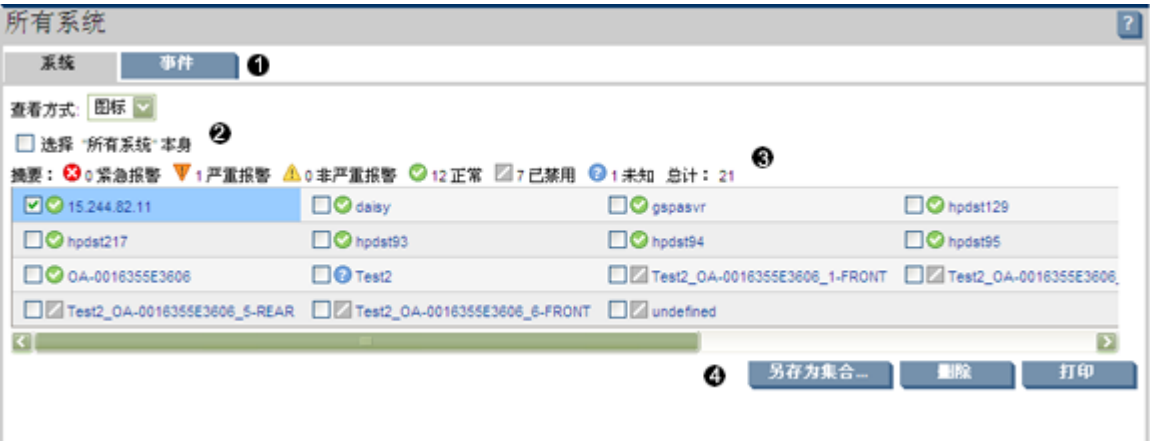 所有系统 ?
系统 事件 1
查看方式: 图标
选择 "所有系统"本身 2
摘要: 0 紧急报警 1 严重报警 0 非严重报警 12 正常 7 已禁用 ? 1 未知 总计: 21 3
15.244.82.11 daisy gspasvr hpdst129
hpdst217 hpdst93 hpdst94 hpdst95
OA-0016355E3606 ? Test2 Test2_OA-0016355E3606_1-FRONT Test2_OA-0016355E3606_
Test2_OA-0016355E3606_5-REAR Test2_OA-0016355E3606_6-FRONT undefined
4 另存为集合... 删除 打印